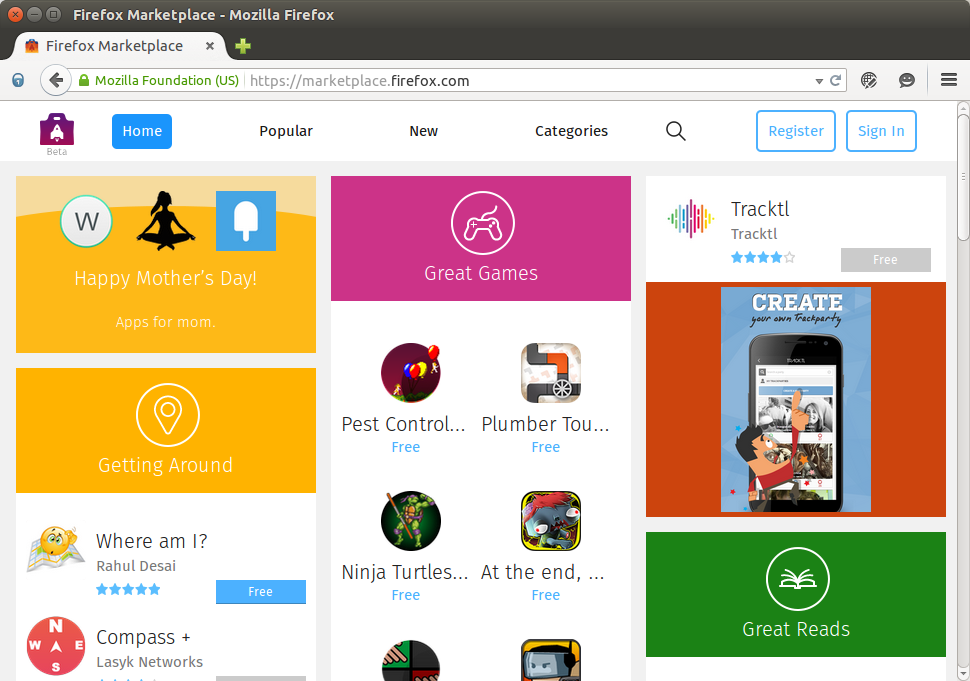 Firefox Marketplace - Mozilla Firefox
Firefox Marketplace
Mozilla Foundation (US) https://marketplace.firefox.com
Beta
Home
Popular
New
Categories
Register
Sign In
W
Happy Mother's Day!
Apps for mom.
Getting Around
Where am I?
Rahul Desai
Free
N
W A E
S
Compass +
Lasyk Networks
Great Games
Pest Control...
Free
Plumber Tou...
Free
Ninja Turtles...
Free
At the end, ...
Free
Tracktl
Tracktl
Free
CREATE
your own Trackparty
Great Reads